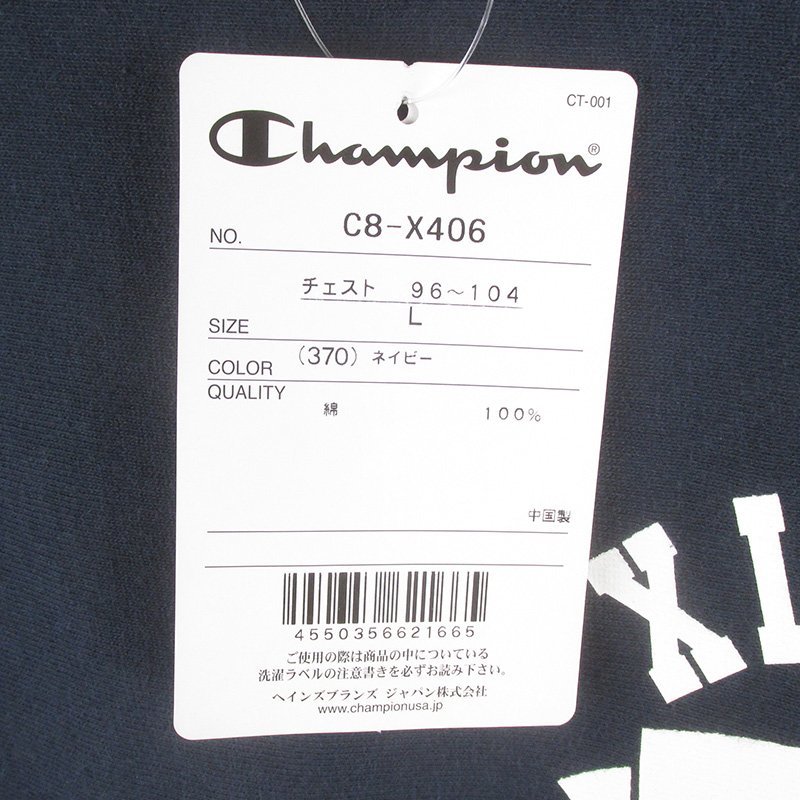 CT-001
Champion®
NO. C8-X406
チェスト 96~104
SIZE L
COLOR (370) ネイビー
QUALITY
綿 100%
中国製
4550356621665
ご使用の際は商品の中についている
洗濯ラベルの注意書きを必ずお読み下さい。
ヘインズブランズ ジャパン株式会社
www.championusa.jp
XL